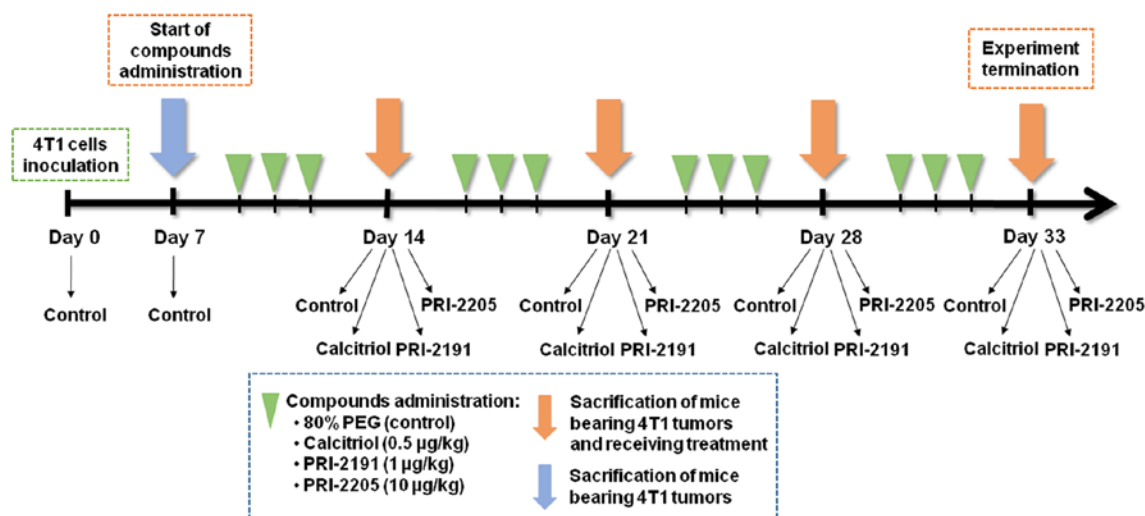 Start of
compounds
administration
Experiment
termination
4T1 cells
inoculation
Day 0
Day 7
Day 14
Day 21
Day 28
Day 33
Control
Control
Control
PRI-2205
Calcitriol
PRI-2191
Control
PRI-2205
Calcitriol
PRI-2191
Control
PRI-2205
Calcitriol
PRI-2191
Control
PRI-2205
Calcitriol
PRI-2191
Compounds administration:
• 80% PEG (control)
• Calcitriol (0.5 µg/kg)
• PRI-2191 (1 µg/kg)
• PRI-2205 (10 µg/kg)
Sacrification of mice
bearing 4T1 tumors
and receiving treatment
Sacrification of mice
bearing 4T1 tumors